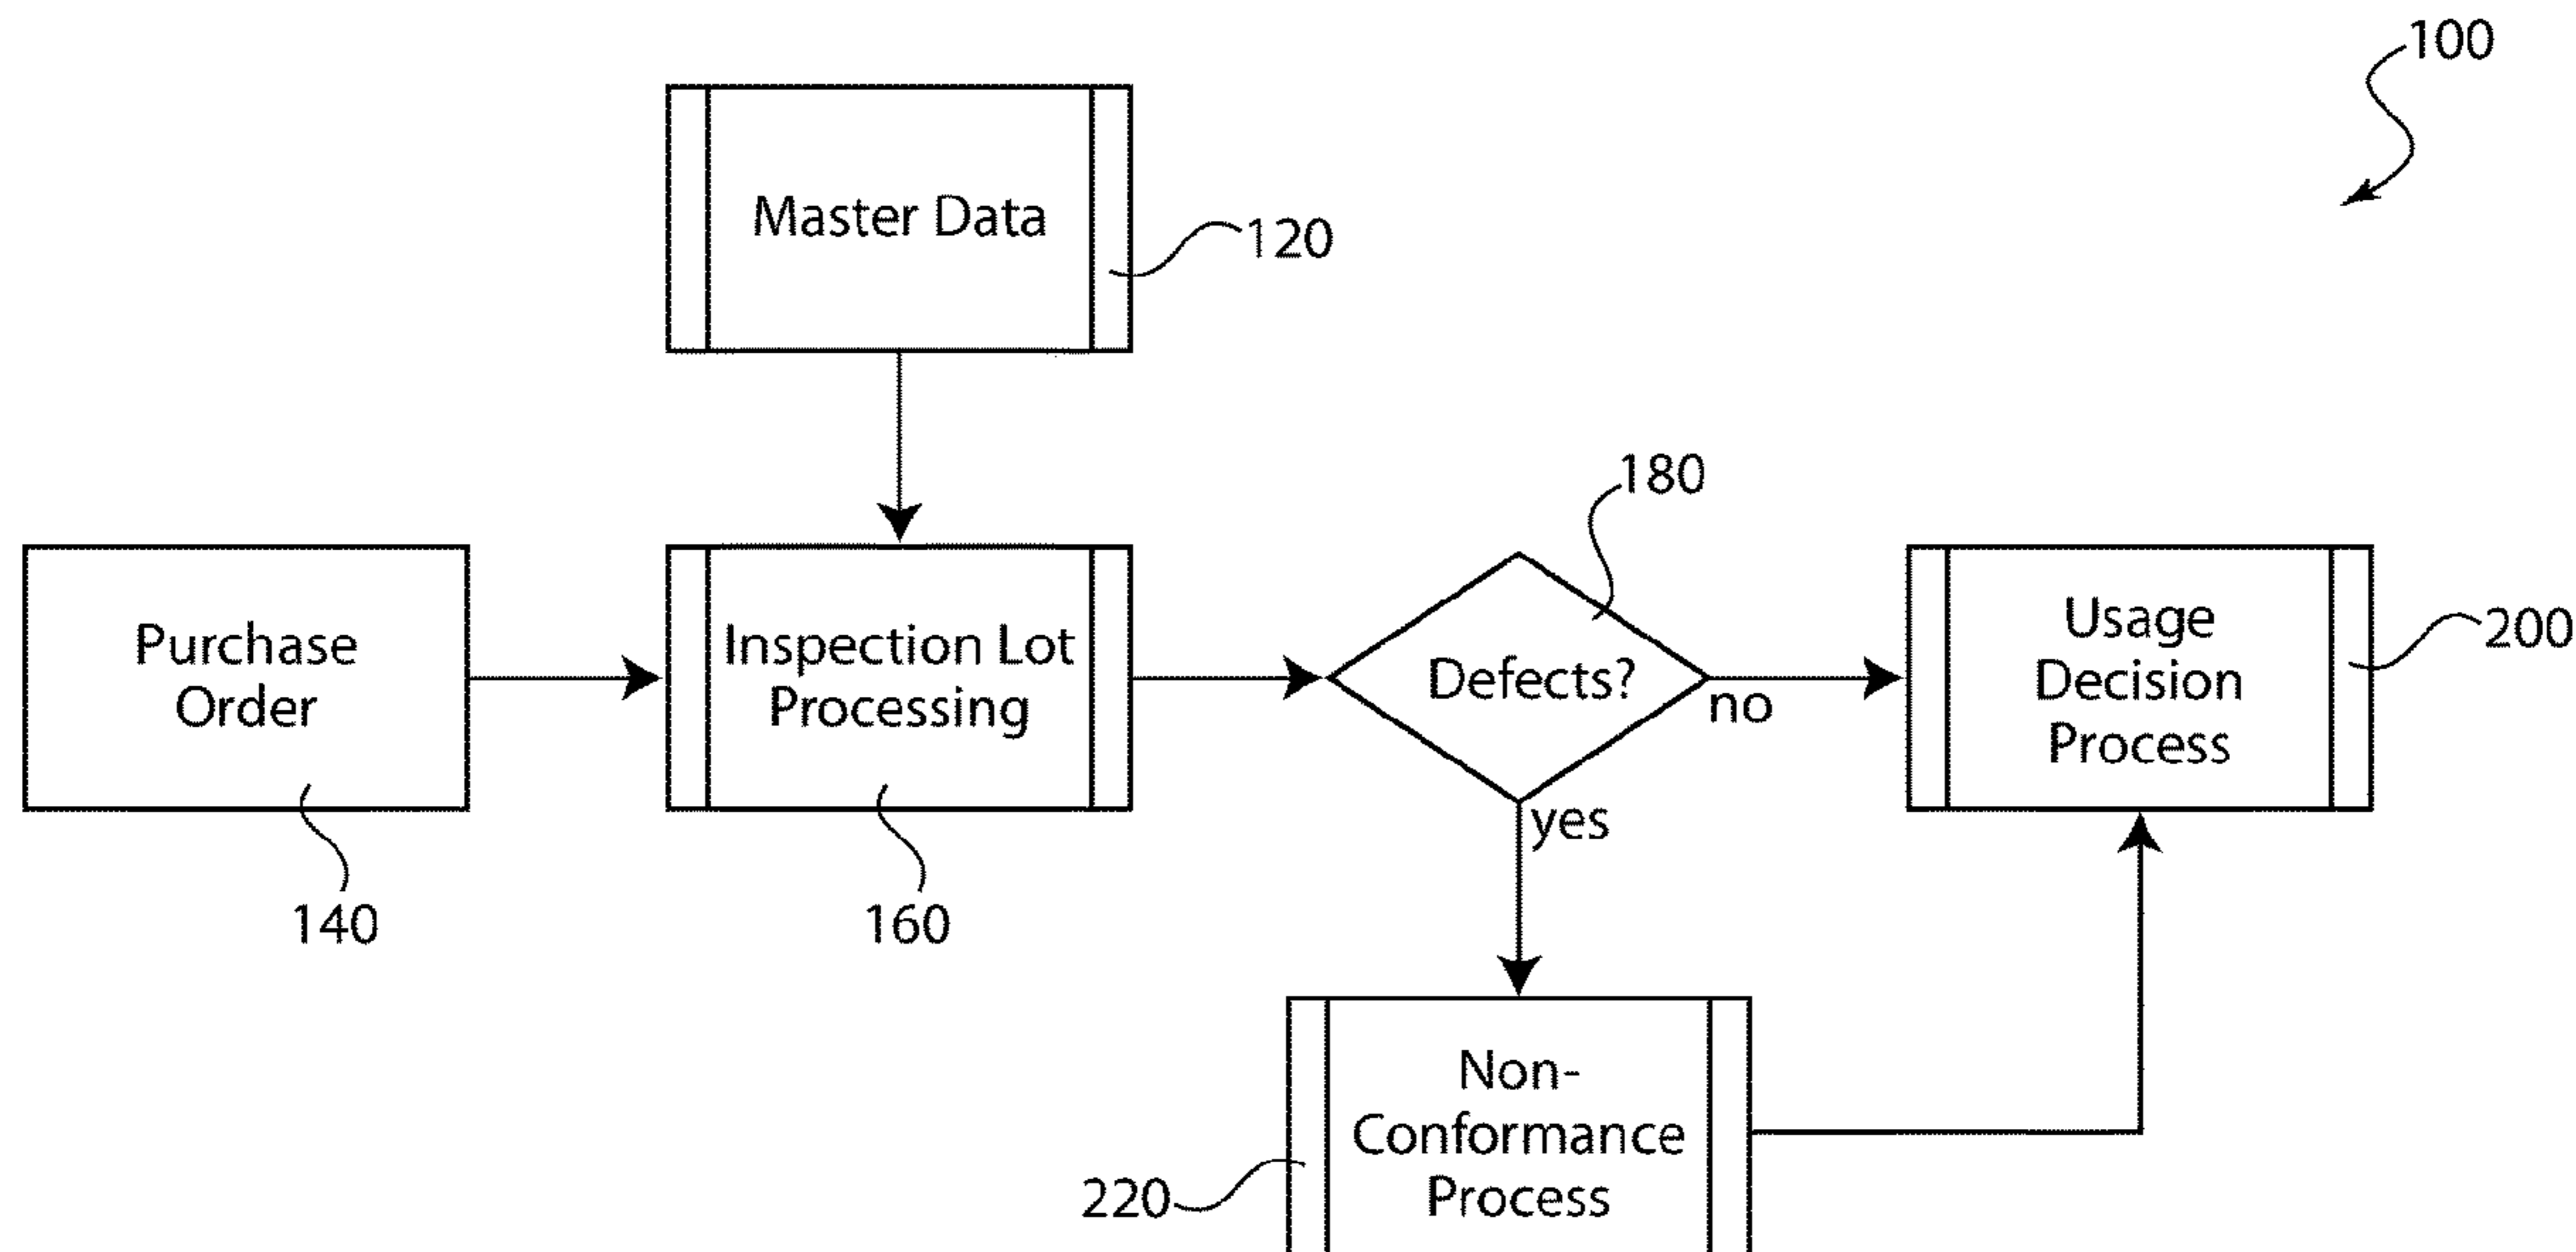 100
Master Data
120
180
Purchase
Order
140
Inspection Lot
Processing
160
Defects?
no
yes
Usage
Decision
Process
200
Non-
Conformance
Process
220